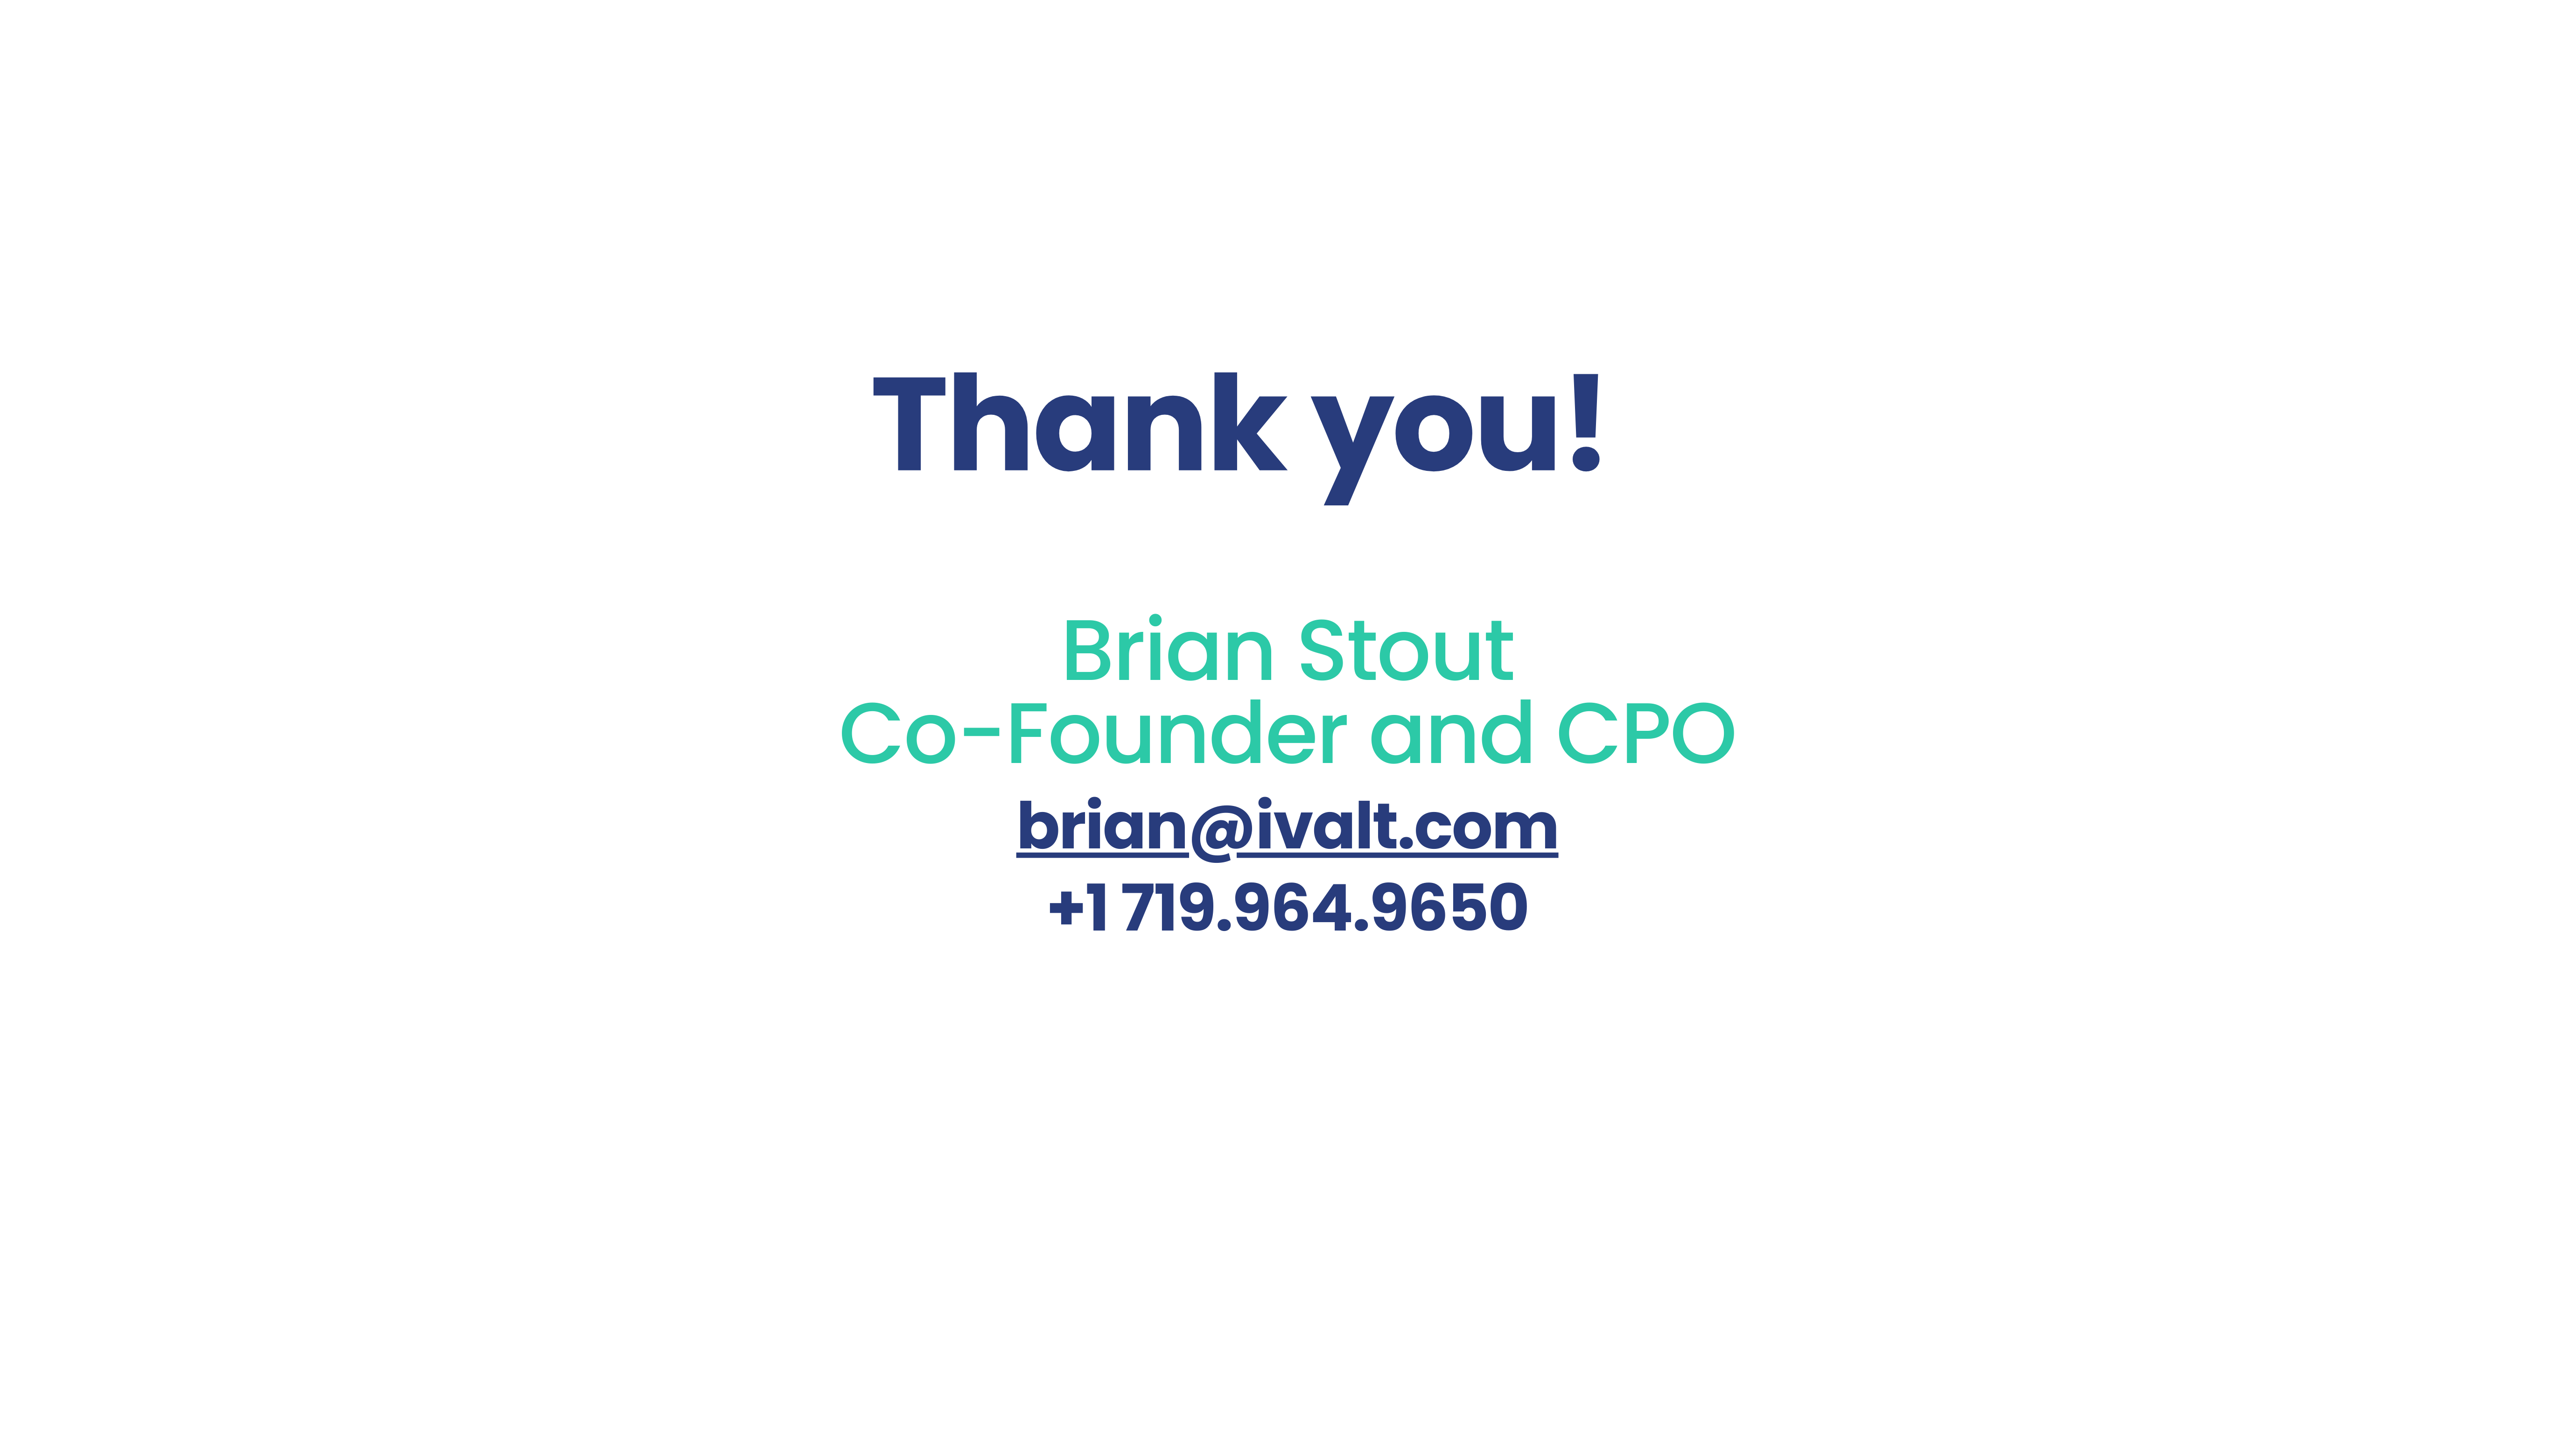 Thank you!
Brian Stout
Co-Founder and CPO
brian@ivalt.com
+1 719.964.9650